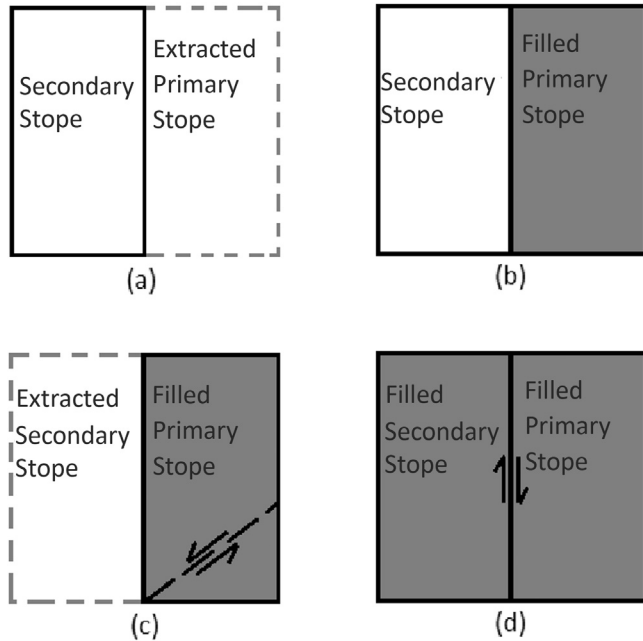 Secondary
Stope
Extracted
Primary
Stope
(a)
Secondary
Stope
Filled
Primary
Stope
(b)
Extracted
Secondary
Stope
Filled
Primary
Stope
(c)
Filled
Secondary
Stope
Filled
Primary
Stope
(d)